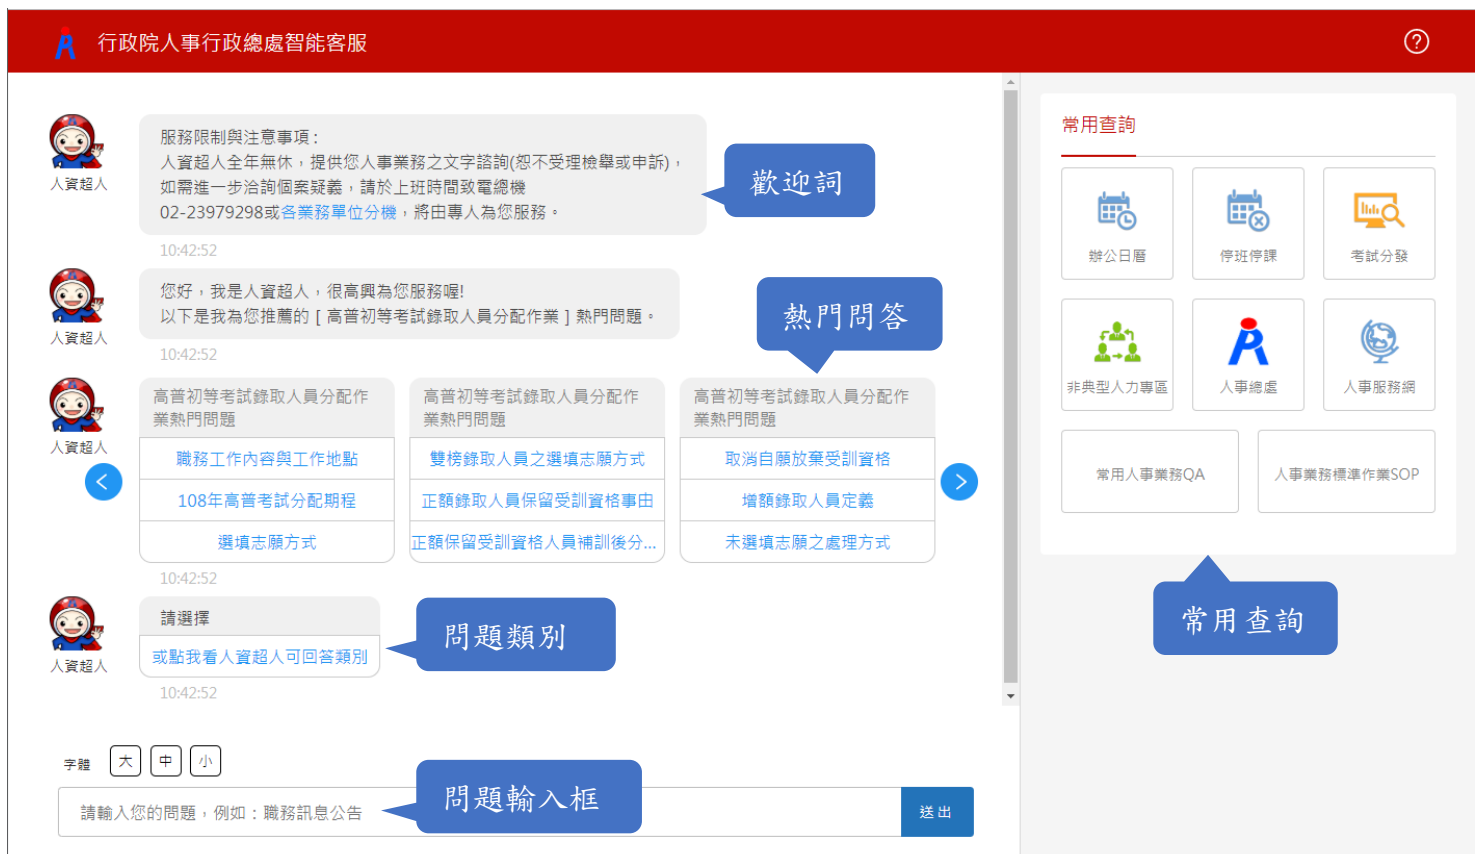 行政院人事行政總處智能客服
服務限制與注意事項：
人資超人全年無休，提供您人事業務之文字諮詢(恕不受理檢舉或申訴)，
如需進一步洽詢個案疑義，請於上班時間致電總機
02-23979298或各業務單位分機，將由專人為您服務。
人資超人
10:42:52
歡迎詞
您好，我是人資超人，很高興為您服務喔!
以下是我為您推薦的 [ 高普初等考試錄取人員分配作業 ] 熱門問題。
人資超人
10:42:52
熱門問答
高普初等考試錄取人員分配作
業熱門問題
職務工作內容與工作地點
108年高普考試分配期程
選填志願方式
高普初等考試錄取人員分配作
業熱門問題
雙榜錄取人員之選填志願方式
正額錄取人員保留受訓資格事由
正額保留受訓資格人員補訓後分...
高普初等考試錄取人員分配作
業熱門問題
取消自願放棄受訓資格
增額錄取人員定義
未選填志願之處理方式
人資超人
10:42:52
請選擇
或點我看人資超人可回答類別
人資超人
10:42:52
問題類別
字體 大 中 小
請輸入您的問題，例如：職務訊息公告
送出
問題輸入框
常用查詢
辦公日曆
停班停課
考試分發
非典型人力專區
人事總處
人事服務網
常用人事業務QA
人事業務標準作業SOP
常用查詢